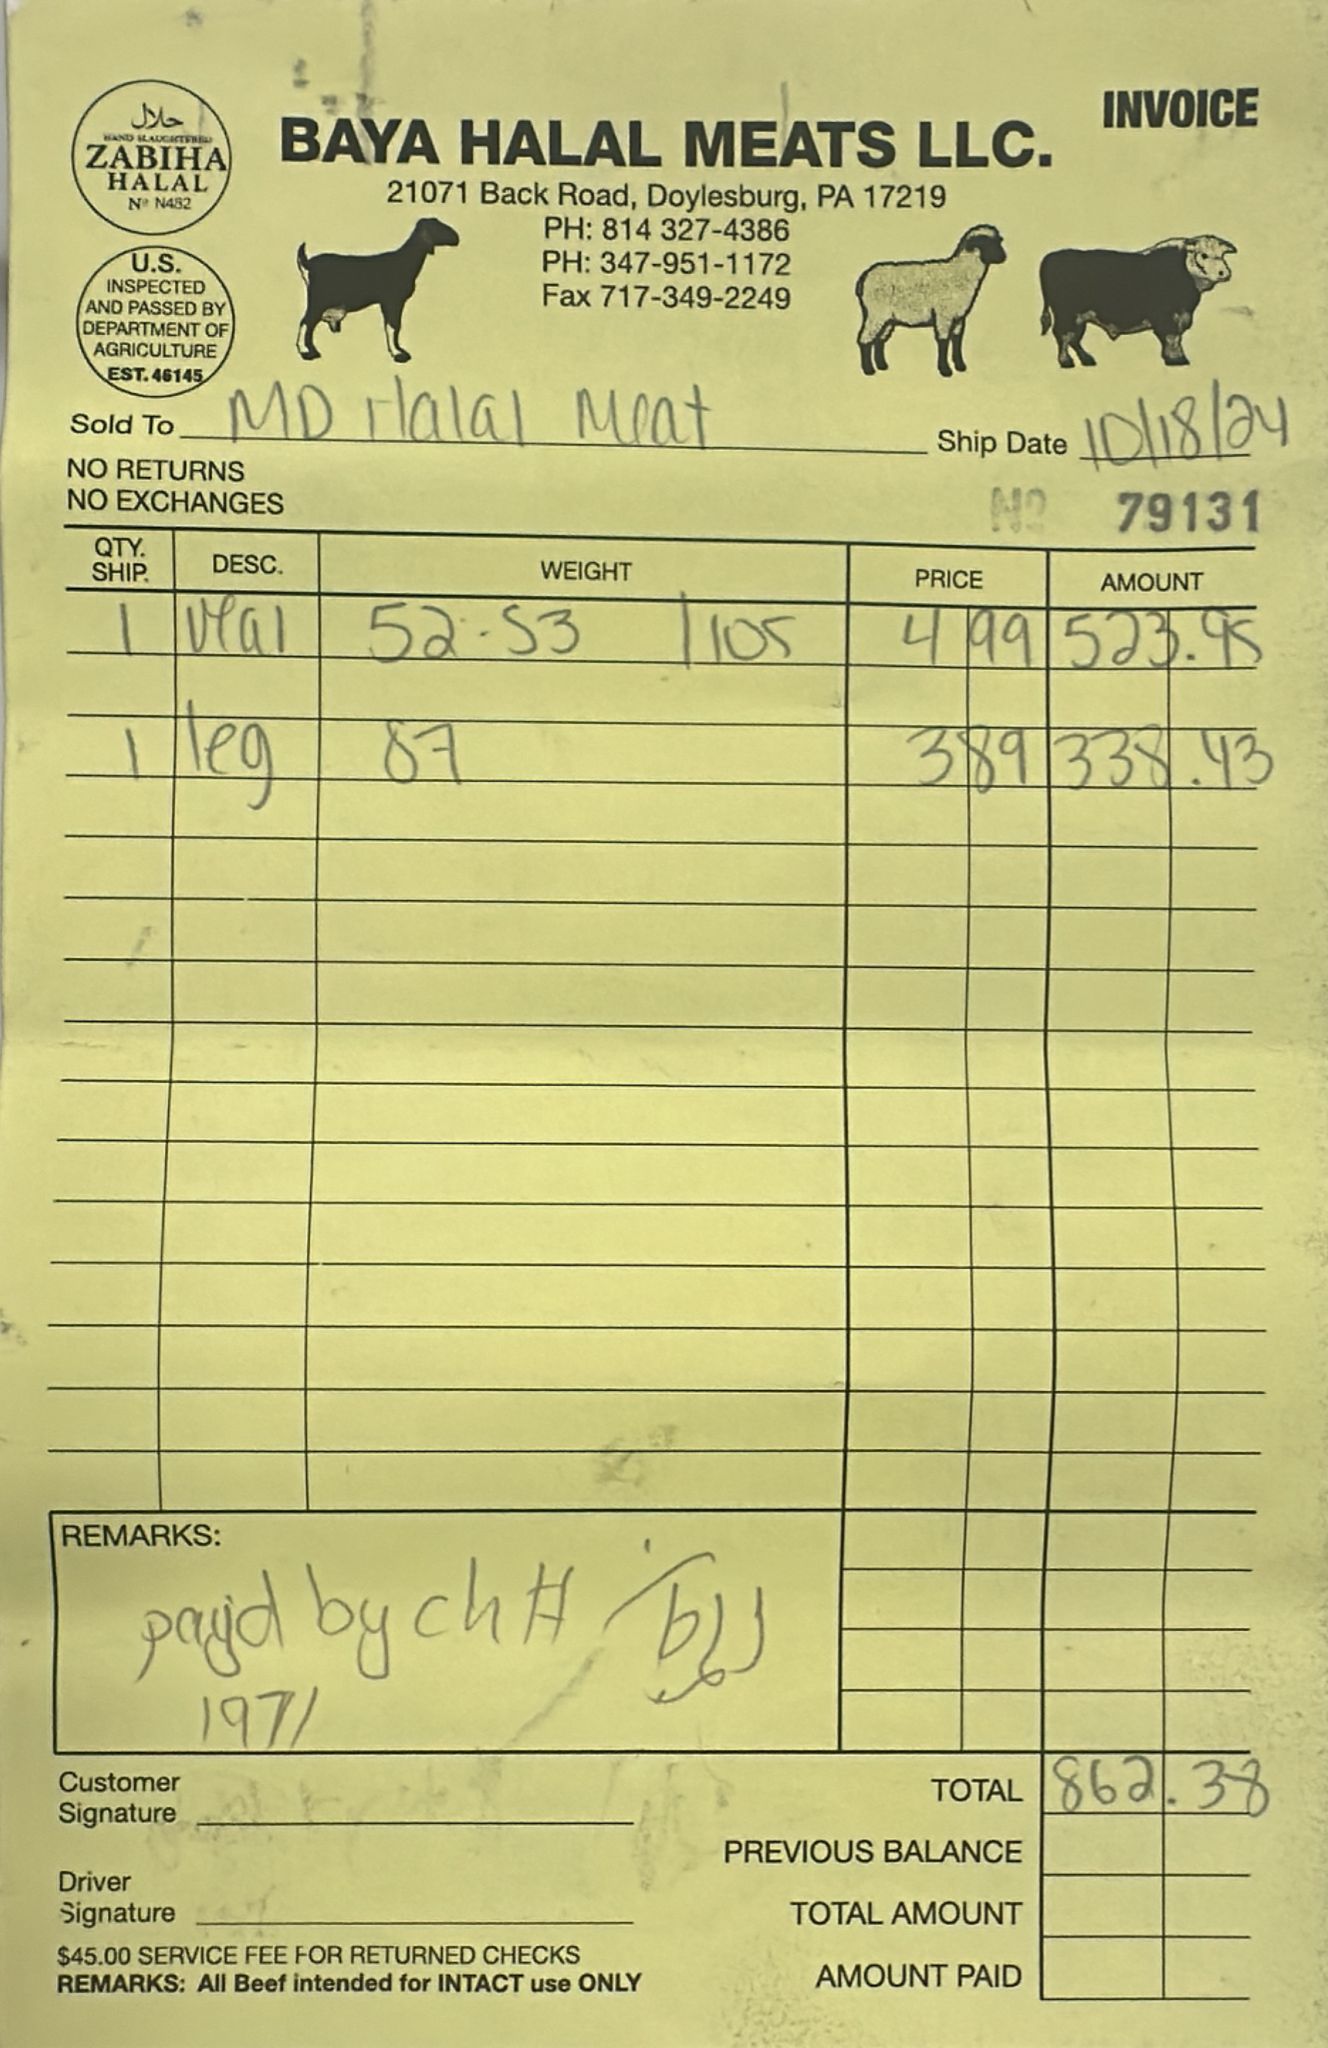 INVOICE
حلال
HAND SLAUGHTERED
ZABIHA
HALAL
Nº N482
BAYA HALAL MEATS LLC.
21071 Back Road, Doylesburg, PA 17219
PH: 814 327-4386
PH: 347-951-1172
Fax 717-349-2249
U.S.
INSPECTED
AND PASSED BY
DEPARTMENT OF
AGRICULTURE
EST. 46145
Sold To MD Halal Meat Ship Date 10/18/24
NO RETURNS
NO EXCHANGES
Nº 79131
QTY. SHIP. DESC. WEIGHT PRICE AMOUNT
1 veal 52-53 /105 4 99 523.95
1 leg 87 3 89 338.43
REMARKS:
pay'd by ch #
1971
Customer
Signature
TOTAL 862.38
PREVIOUS BALANCE
Driver
Signature
TOTAL AMOUNT
$45.00 SERVICE FEE FOR RETURNED CHECKS
REMARKS: All Beef intended for INTACT use ONLY
AMOUNT PAID